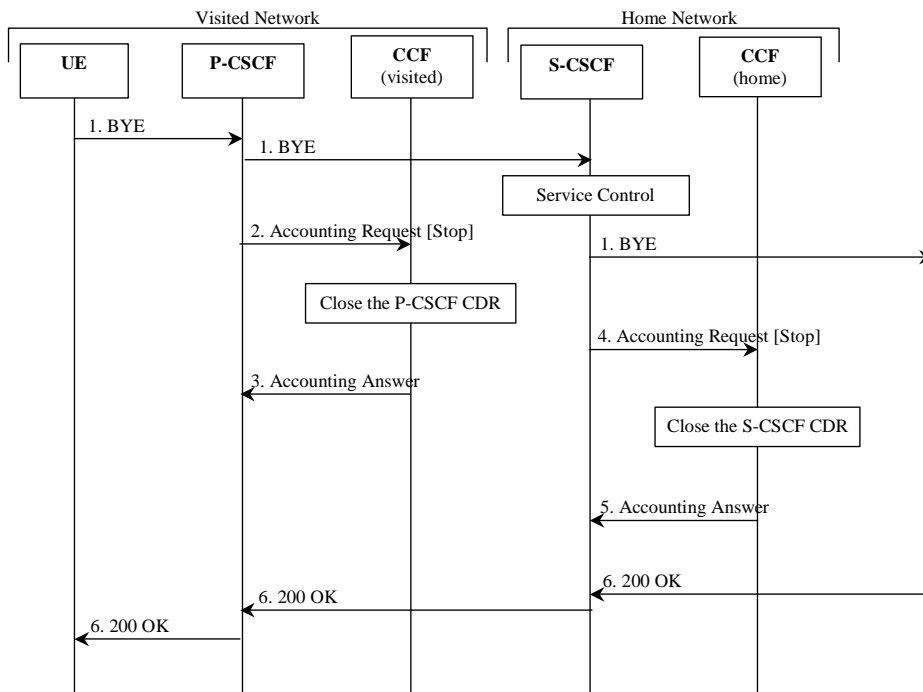 Visited Network
Home Network
UE
P-CSCF
CCF
(visited)
S-CSCF
CCF
(home)
1. BYE
1. BYE
Service Control
2. Accounting Request [Stop]
1. BYE
Close the P-CSCF CDR
4. Accounting Request [Stop]
3. Accounting Answer
Close the S-CSCF CDR
5. Accounting Answer
6. 200 OK
6. 200 OK
6. 200 OK